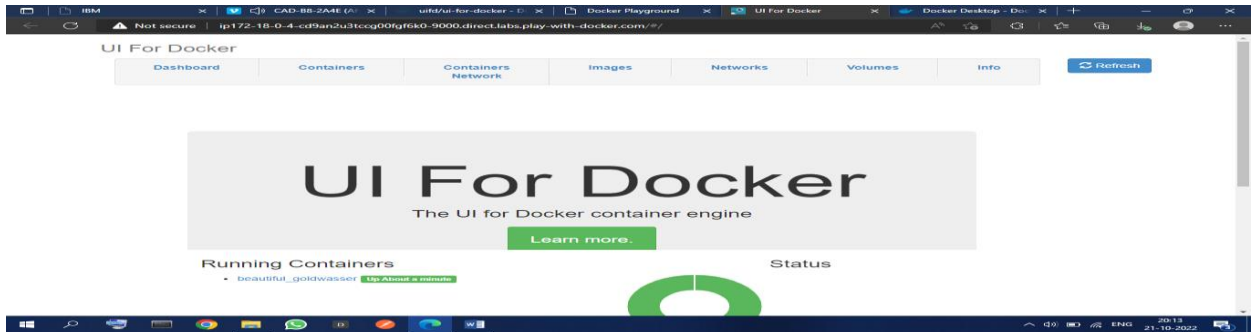 IBM CAD-BB-2A4E (A uifd/ui-for-docker - D Docker Playground UI For Docker Docker Desktop - Doc
Not secure ip172-18-0-4-cd9an2u3tccg00fgf6k0-9000.direct.labs.play-with-docker.com/#/
UI For Docker
Dashboard Containers Containers Network Images Networks Volumes Info Refresh
UI For Docker
The UI for Docker container engine
Learn more.
Running Containers Status
beautiful_goldwasser Up About a minute
ENG 20:13
21-10-2022